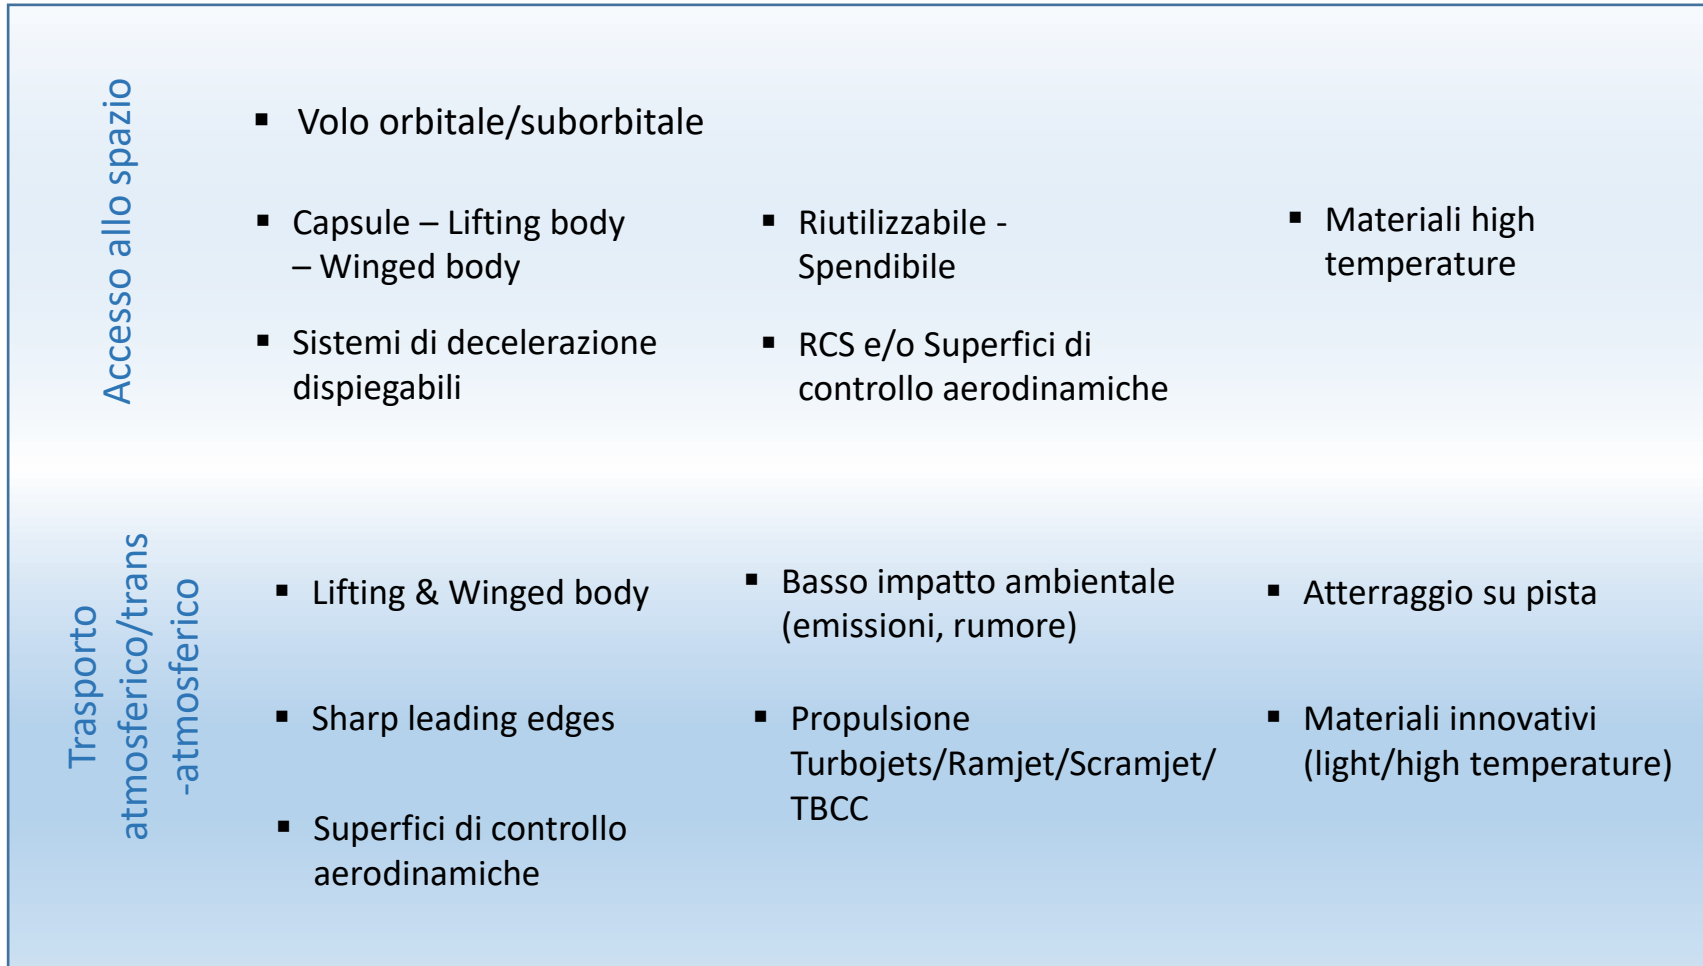 Accesso allo spazio
▪ Volo orbitale/suborbitale
▪ Capsule – Lifting body
– Winged body
▪ Riutilizzabile -
Spendibile
▪ Materiali high
temperature
▪ Sistemi di decelerazione
dispiegabili
▪ RCS e/o Superfici di
controllo aerodinamiche
Trasporto
atmosferico/trans
-atmosferico
▪ Lifting & Winged body
▪ Basso impatto ambientale
(emissioni, rumore)
▪ Atterraggio su pista
▪ Sharp leading edges
▪ Propulsione
Turbojets/Ramjet/Scramjet/
TBCC
▪ Materiali innovativi
(light/high temperature)
▪ Superfici di controllo
aerodinamiche